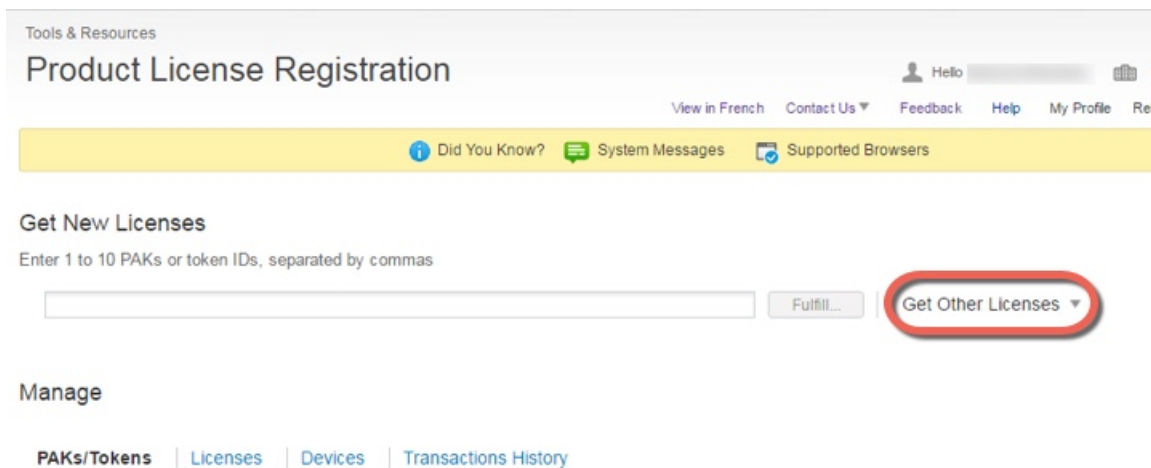 Tools & Resources
Product License Registration
Hello
View in French Contact Us Feedback Help My Profile Re
Did You Know? System Messages Supported Browsers
Get New Licenses
Enter 1 to 10 PAKs or token IDs, separated by commas
Fulfill... Get Other Licenses
Manage
PAKs/Tokens Licenses Devices Transactions History